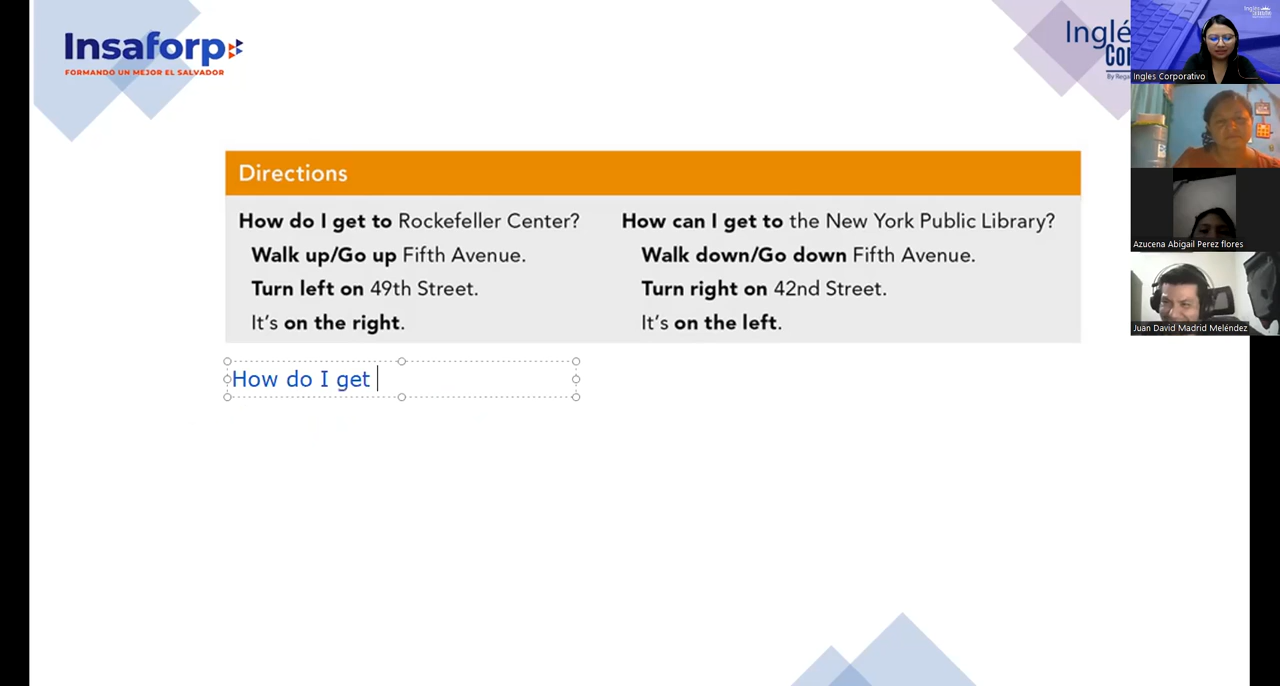 Insaforp
FORMANDO UN MEJOR EL SALVADOR
Inglé
Cor
Directions
How do I get to Rockefeller Center?
Walk up/Go up Fifth Avenue.
Turn left on 49th Street.
It's on the right.
How can I get to the New York Public Library?
Walk down/Go down Fifth Avenue.
Turn right on 42nd Street.
It's on the left.
How do I get
Ingles Corporativo
Azucena Abigail Perez flores
Juan David Madrid Meléndez